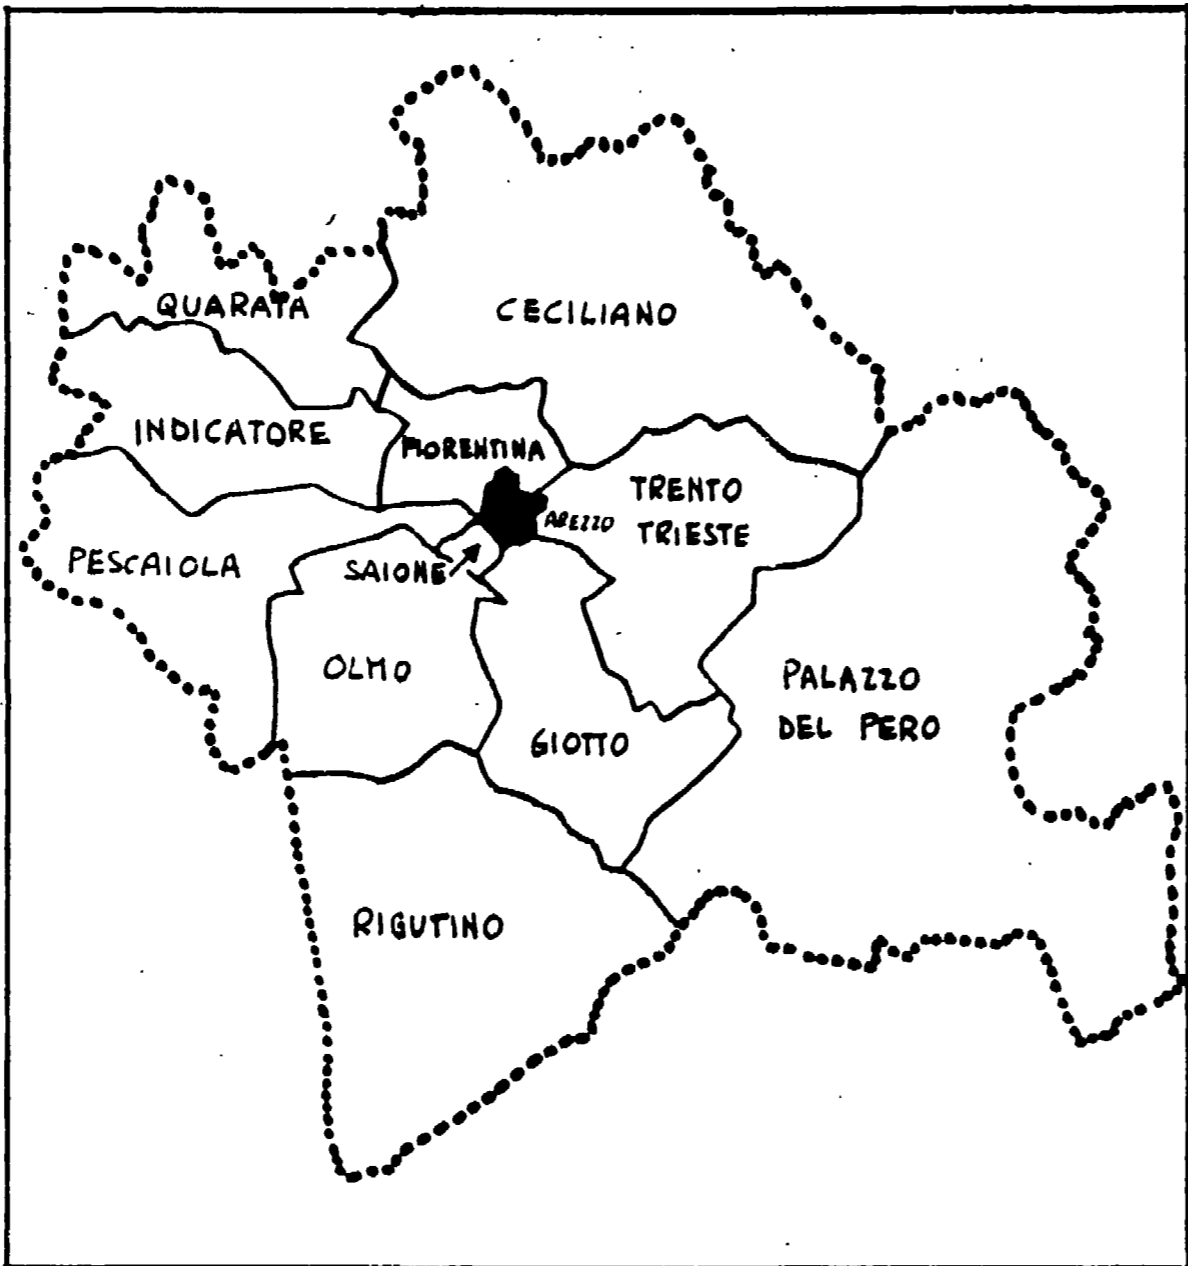 QUARATA
CECILIANO
INDICATORE
FIORENTINA
TRENTO
TRIESTE
AREZZO
PESCAIOLA
SAIONE
OLMO
PALAZZO
DEL PERO
GIOTTO
RIGUTINO